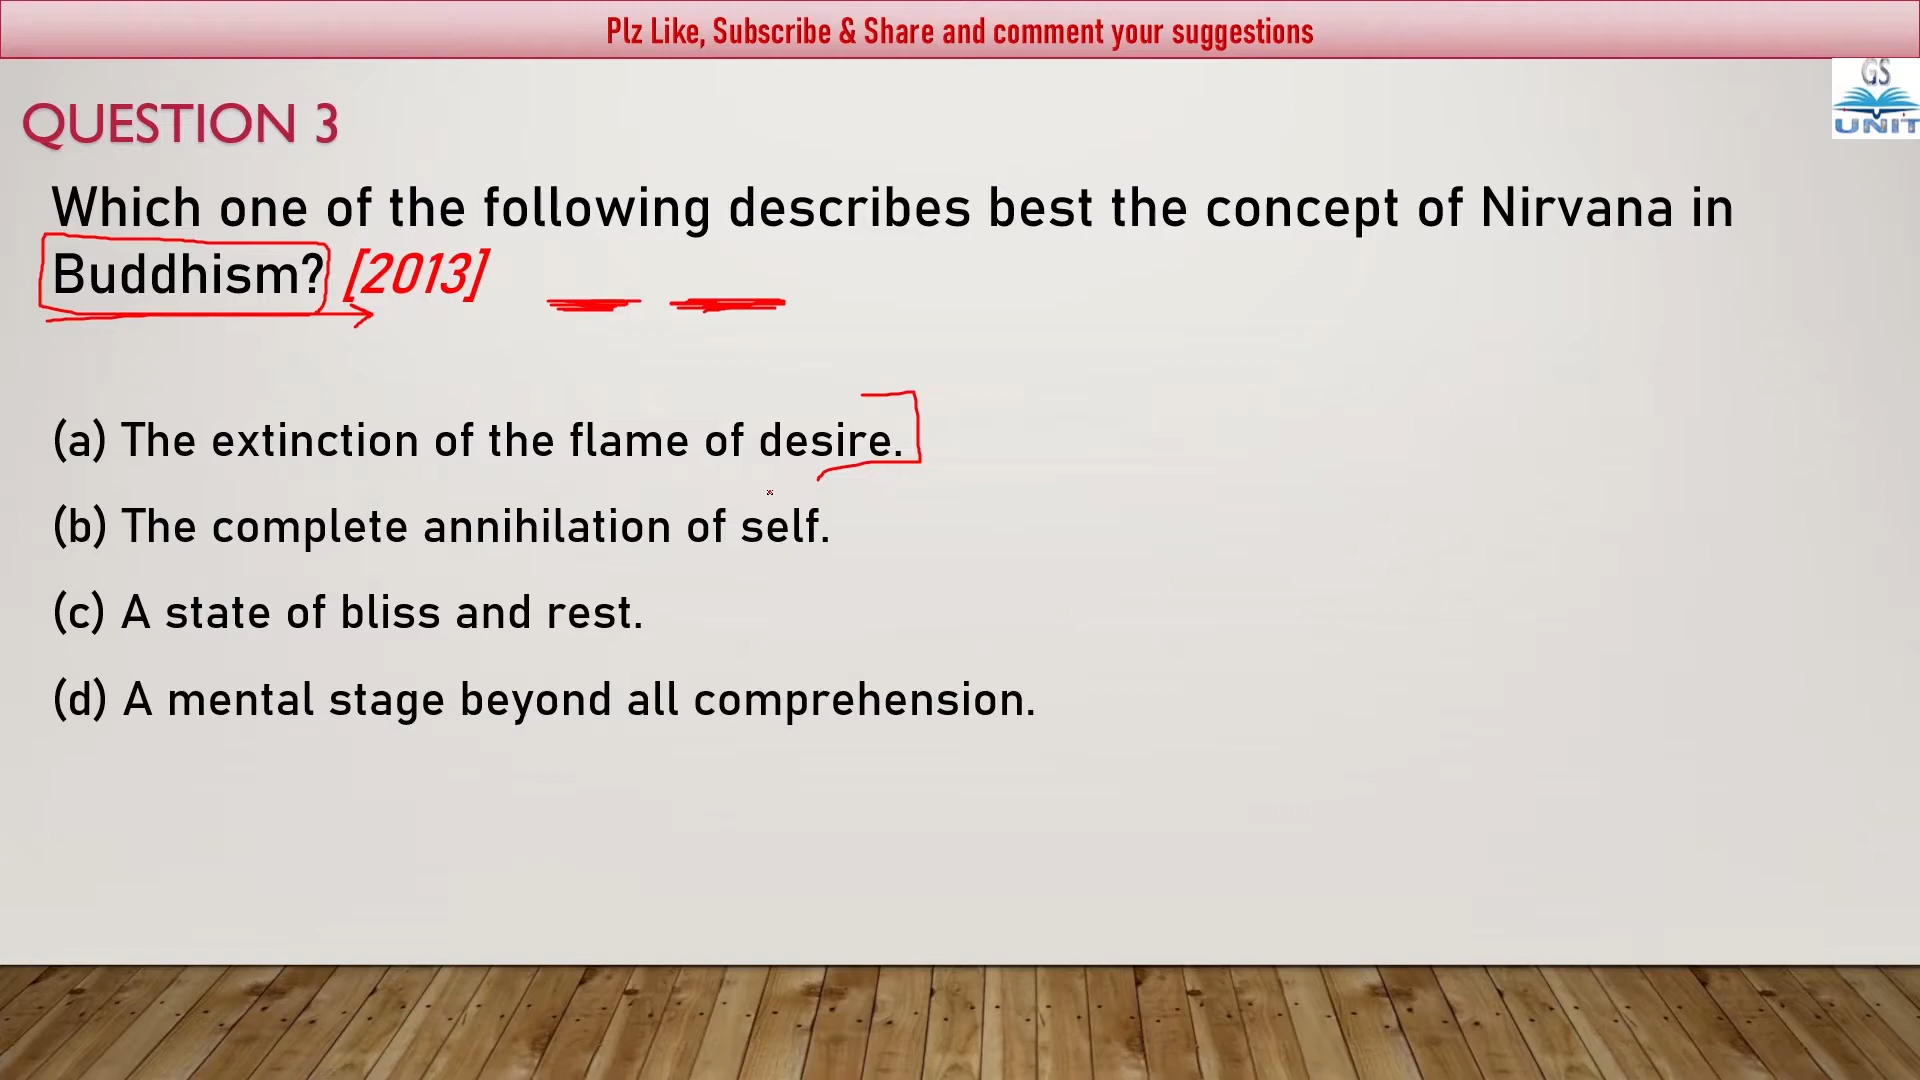 Plz Like, Subscribe & Share and comment your suggestions
GS
UNIT
QUESTION 3
Which one of the following describes best the concept of Nirvana in
Buddhism? [2013]
(a) The extinction of the flame of desire.
(b) The complete annihilation of self.
(c) A state of bliss and rest.
(d) A mental stage beyond all comprehension.